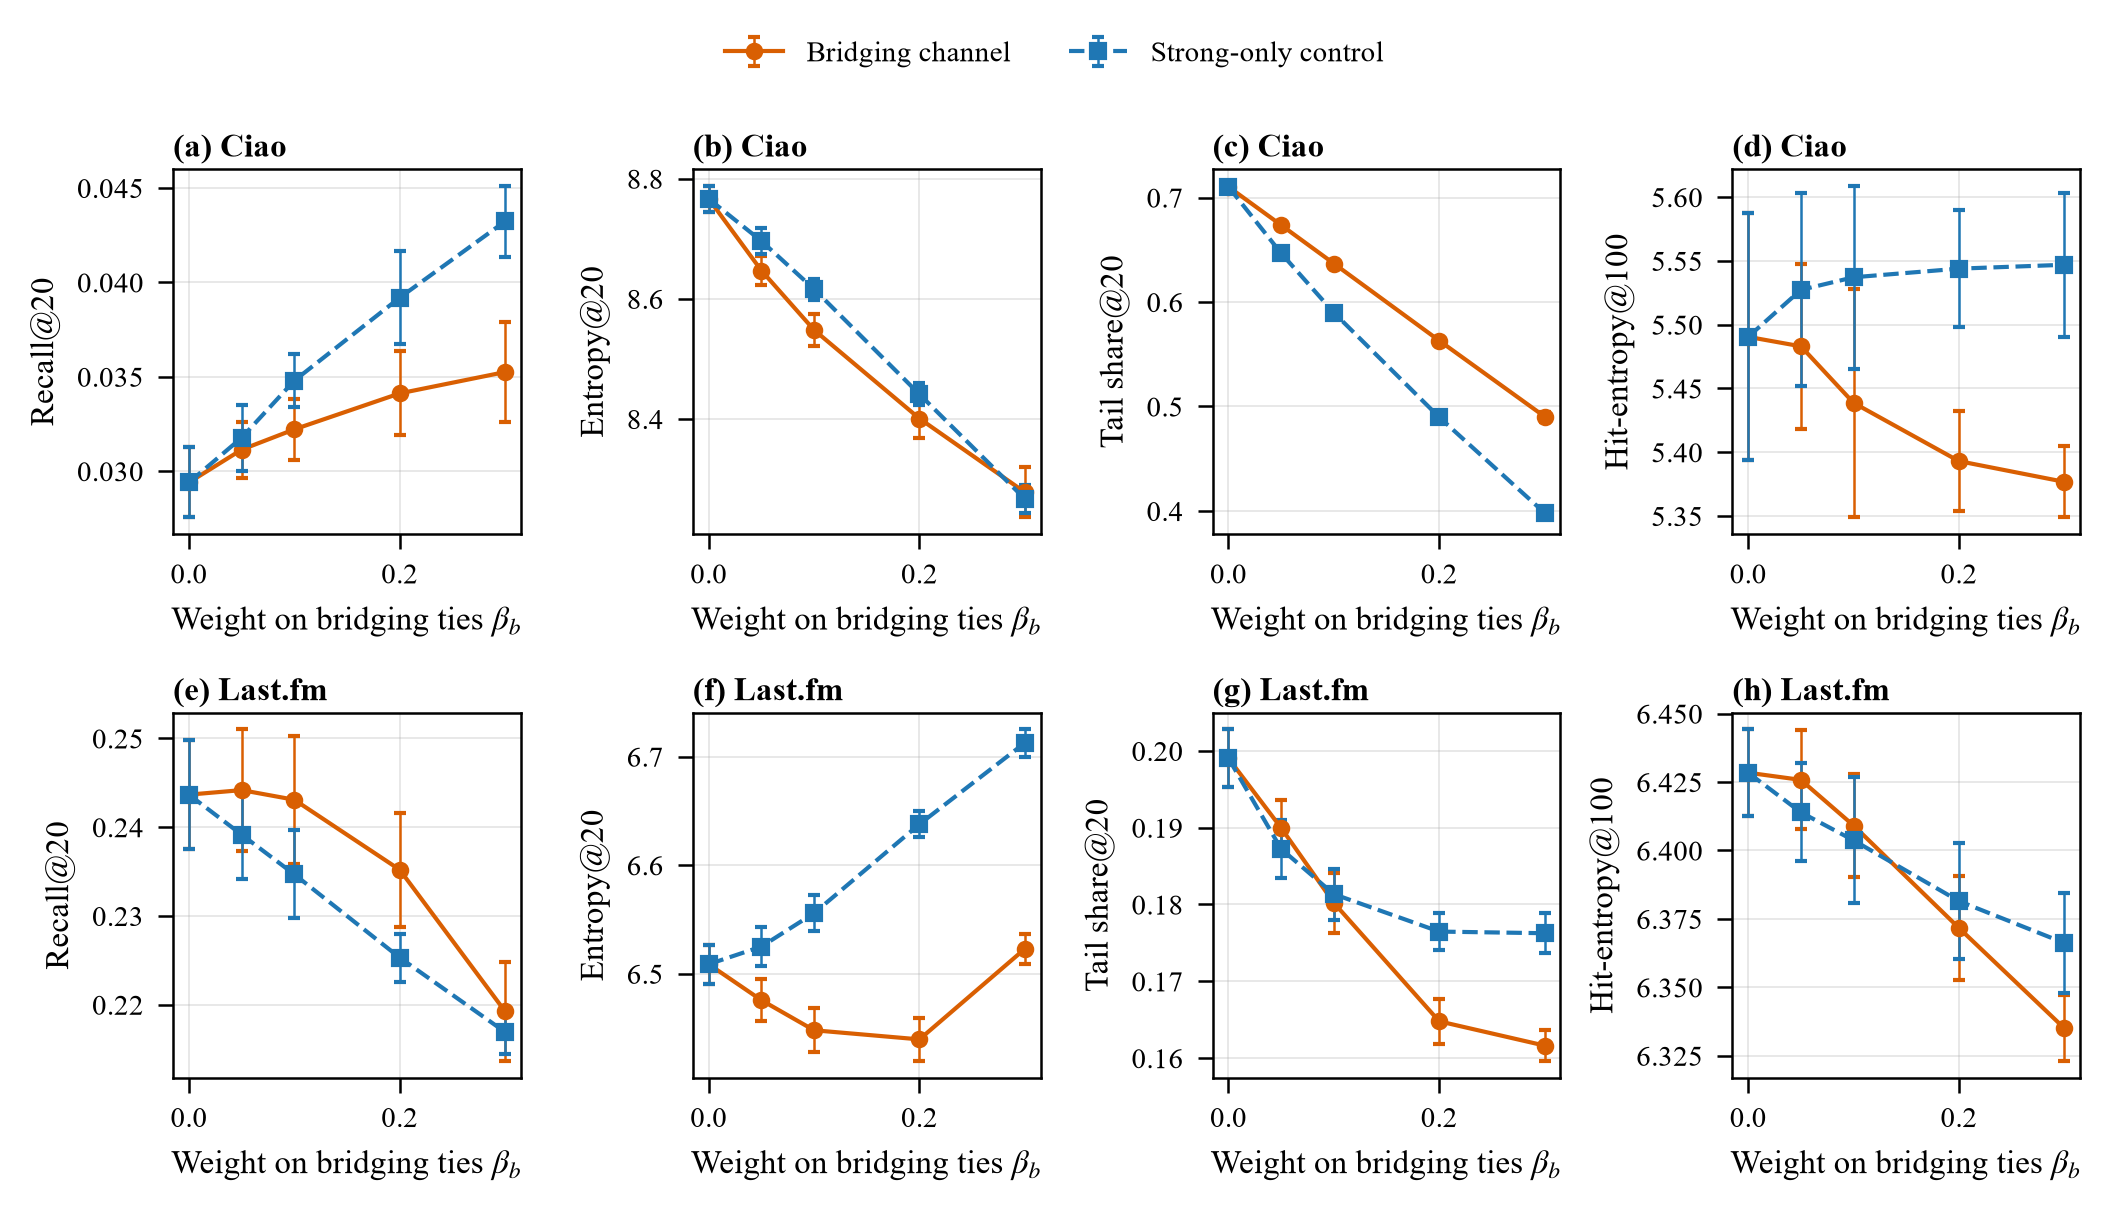 Bridging channel
Strong-only control
(a) Ciao
Recall@20
0.045
0.040
0.035
0.030
0.0
0.2
Weight on bridging ties βb
(b) Ciao
Entropy@20
8.8
8.6
8.4
0.0
0.2
Weight on bridging ties βb
(c) Ciao
Tail share@20
0.7
0.6
0.5
0.4
0.0
0.2
Weight on bridging ties βb
(d) Ciao
Hit-entropy@100
5.60
5.55
5.50
5.45
5.40
5.35
0.0
0.2
Weight on bridging ties βb
(e) Last.fm
Recall@20
0.25
0.24
0.23
0.22
0.0
0.2
Weight on bridging ties βb
(f) Last.fm
Entropy@20
6.7
6.6
6.5
0.0
0.2
Weight on bridging ties βb
(g) Last.fm
Tail share@20
0.20
0.19
0.18
0.17
0.16
0.0
0.2
Weight on bridging ties βb
(h) Last.fm
Hit-entropy@100
6.450
6.425
6.400
6.375
6.350
6.325
0.0
0.2
Weight on bridging ties βb